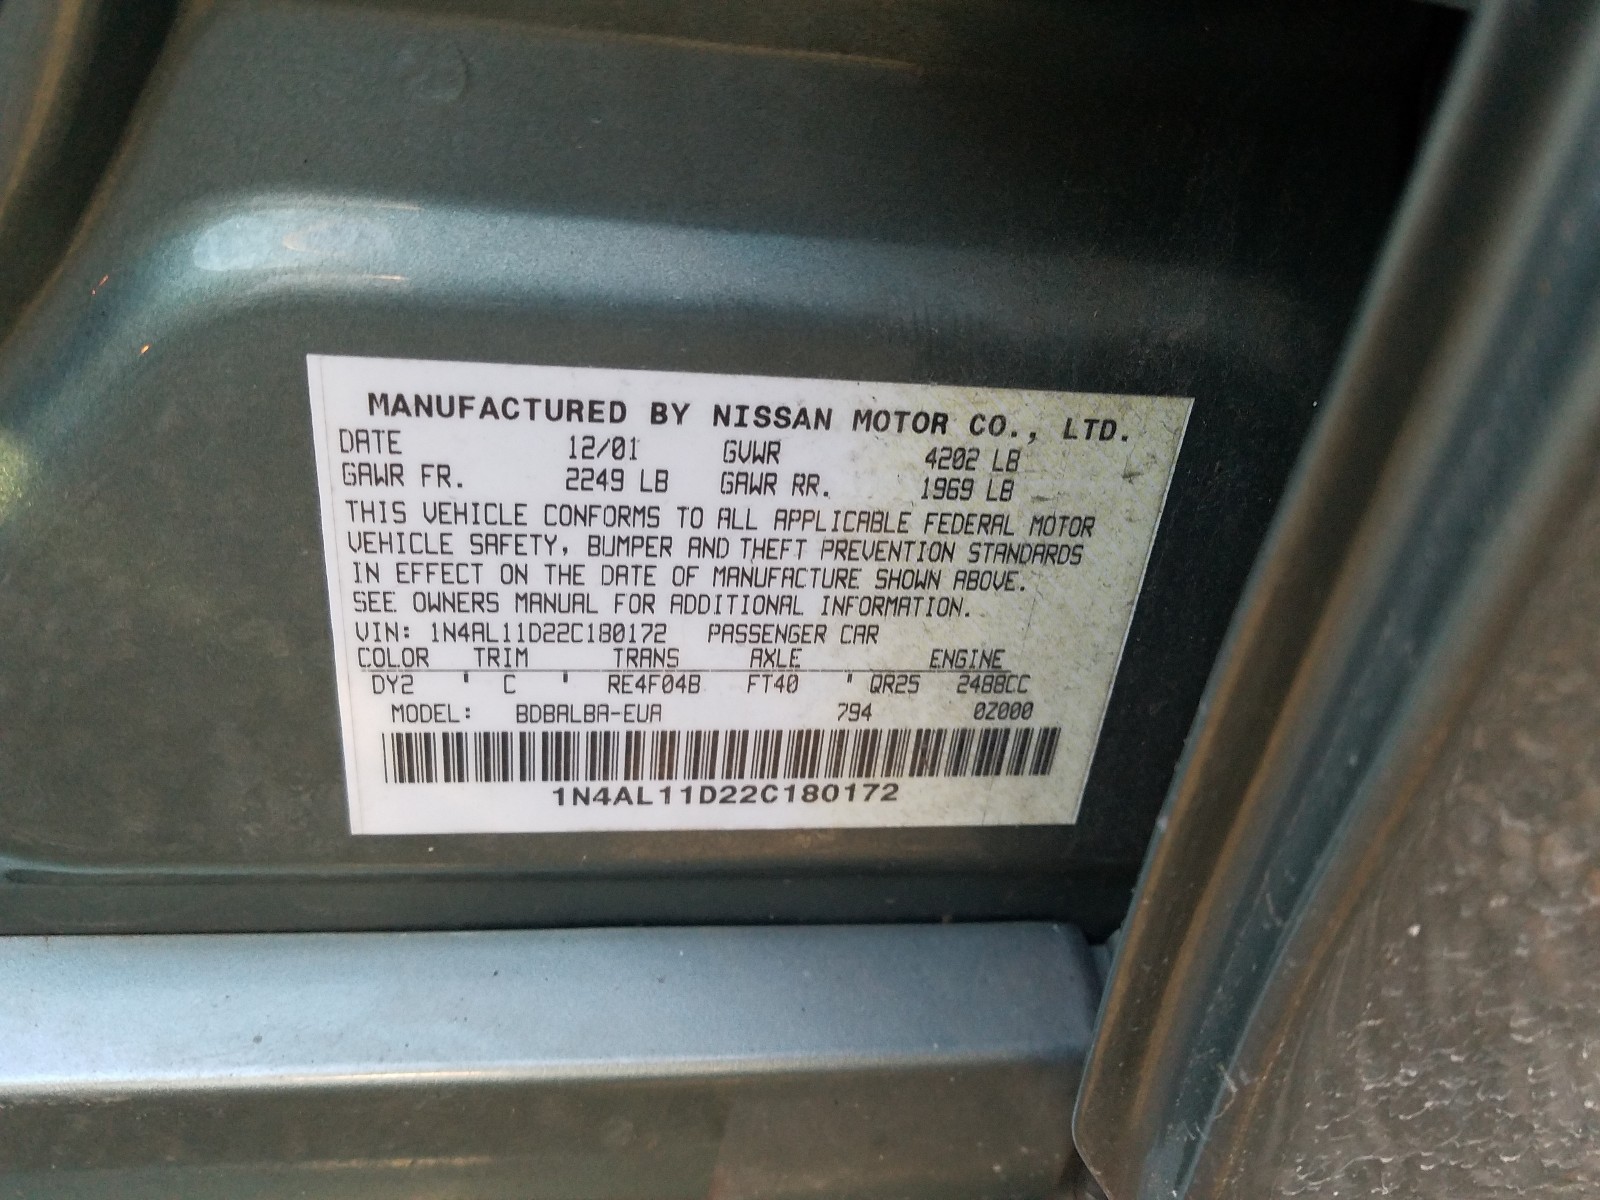 MANUFACTURED BY NISSAN MOTOR CO., LTD.
DATE 12/01 GVWR 4202 LB
GAWR FR. 2249 LB GAWR RR. 1969 LB
THIS VEHICLE CONFORMS TO ALL APPLICABLE FEDERAL MOTOR
VEHICLE SAFETY, BUMPER AND THEFT PREVENTION STANDARDS
IN EFFECT ON THE DATE OF MANUFACTURE SHOWN ABOVE.
SEE OWNERS MANUAL FOR ADDITIONAL INFORMATION.
VIN: 1N4AL11D22C180172 PASSENGER CAR
COLOR TRIM TRANS AXLE ENGINE
DY2 ' C ' RE4F04B FT40 ' QR25 2488CC
MODEL: BDBALBA-EUA 794 0Z000
1N4AL11D22C180172